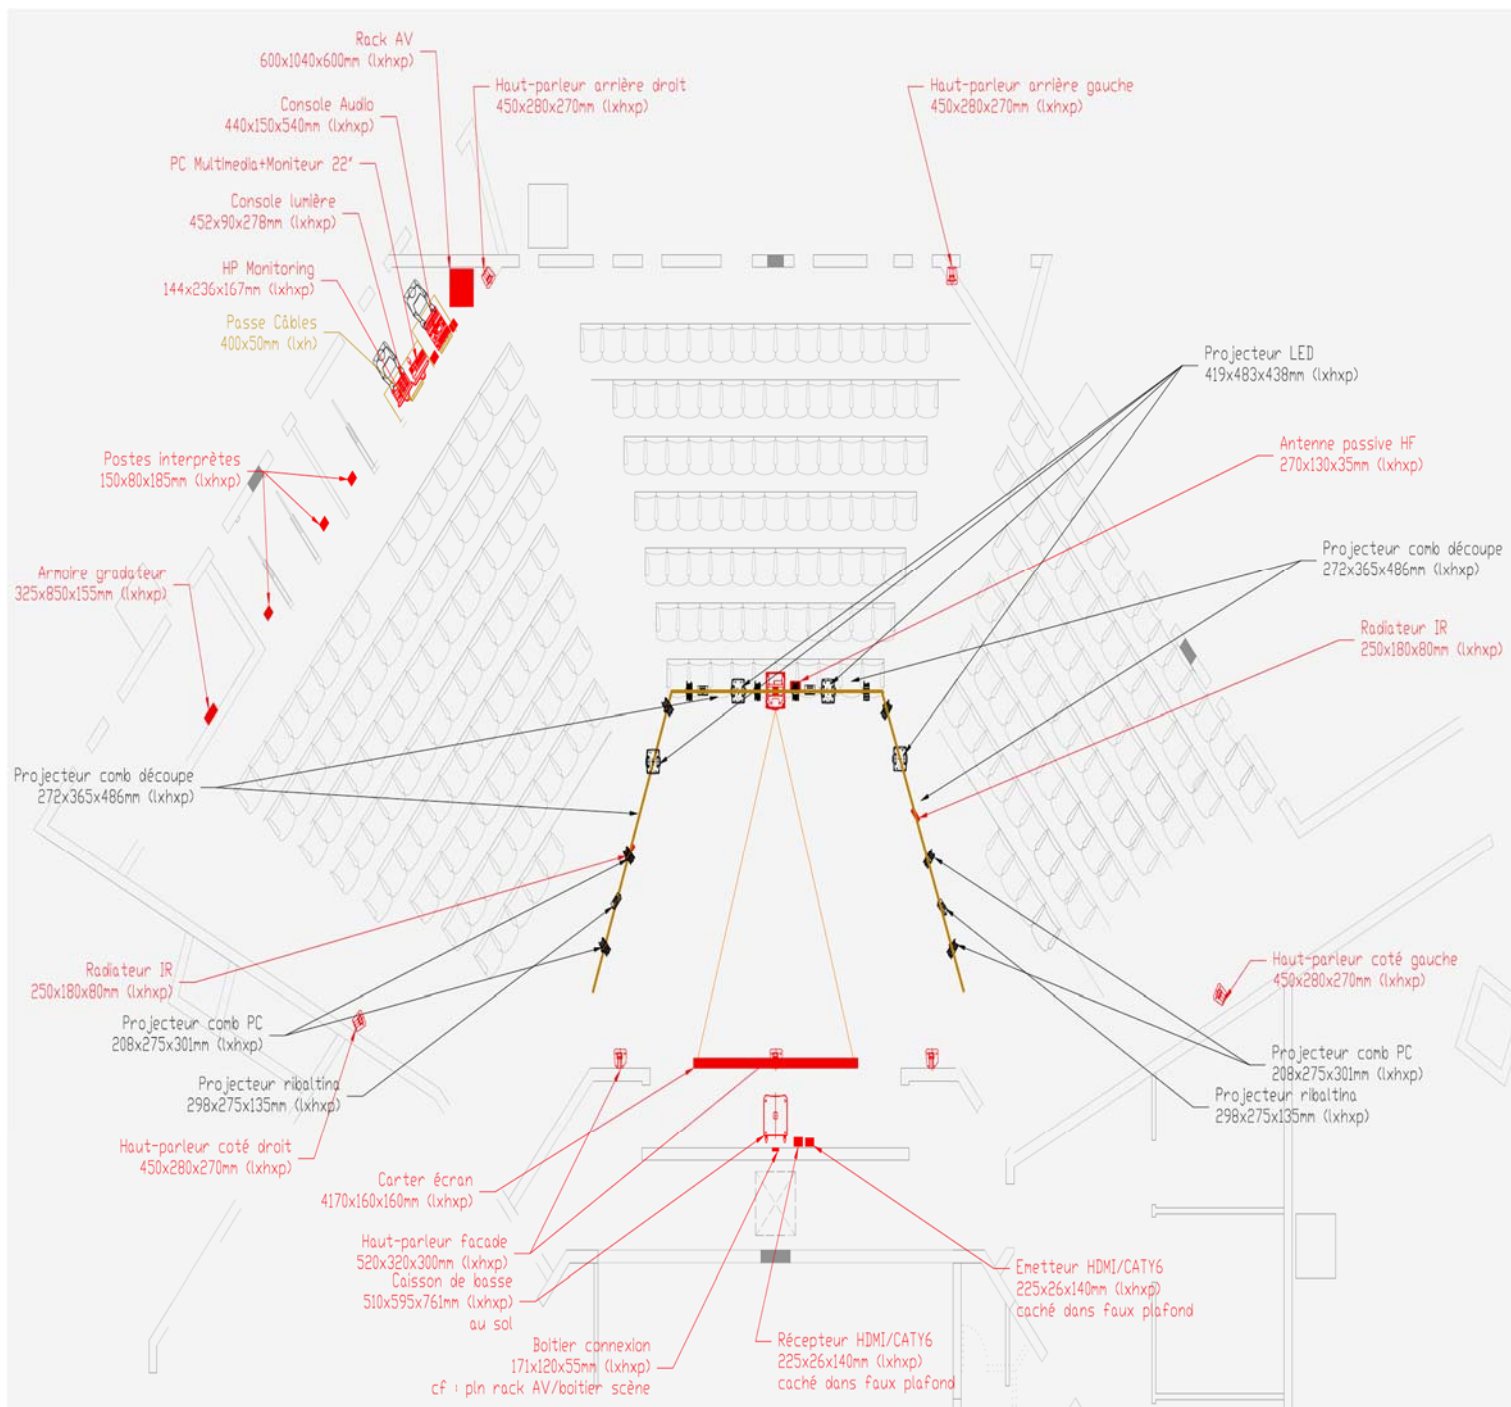 Rack AV
600x1040x600mm (lxhxp)
Haut-parleur arrière droit
450x280x270mm (lxhxp)
Haut-parleur arrière gauche
450x280x270mm (lxhxp)
Console Audio
440x150x540mm (lxhxp)
PC Multimedia+Moniteur 22"
Console lumière
452x90x278mm (lxhxp)
HP Monitoring
144x236x167mm (lxhxp)
Passe Câbles
400x50mm (lxh)
Projecteur LED
419x483x438mm (lxhxp)
Antenne passive HF
270x130x35mm (lxhxp)
Postes interprètes
150x80x185mm (lxhxp)
Projecteur comb découpe
272x365x486mm (lxhxp)
Armoire gradateur
325x850x155mm (lxhxp)
Radiateur IR
250x180x80mm (lxhxp)
Projecteur comb découpe
272x365x486mm (lxhxp)
Radiateur IR
250x180x80mm (lxhxp)
Haut-parleur coté gauche
450x280x270mm (lxhxp)
Projecteur comb PC
208x275x301mm (lxhxp)
Projecteur comb PC
208x275x301mm (lxhxp)
Projecteur ribaltina
298x275x135mm (lxhxp)
Projecteur ribaltina
298x275x135mm (lxhxp)
Haut-parleur coté droit
450x280x270mm (lxhxp)
Carter écran
4170x160x160mm (lxhxp)
Haut-parleur facade
520x320x300mm (lxhxp)
Caisson de basse
510x595x761mm (lxhxp)
au sol
Emetteur HDMI/CATY6
225x26x140mm (lxhxp)
caché dans faux plafond
Boitier connexion
171x120x55mm (lxhxp)
cf : pln rack AV/boitier scène
Récepteur HDMI/CATY6
225x26x140mm (lxhxp)
caché dans faux plafond